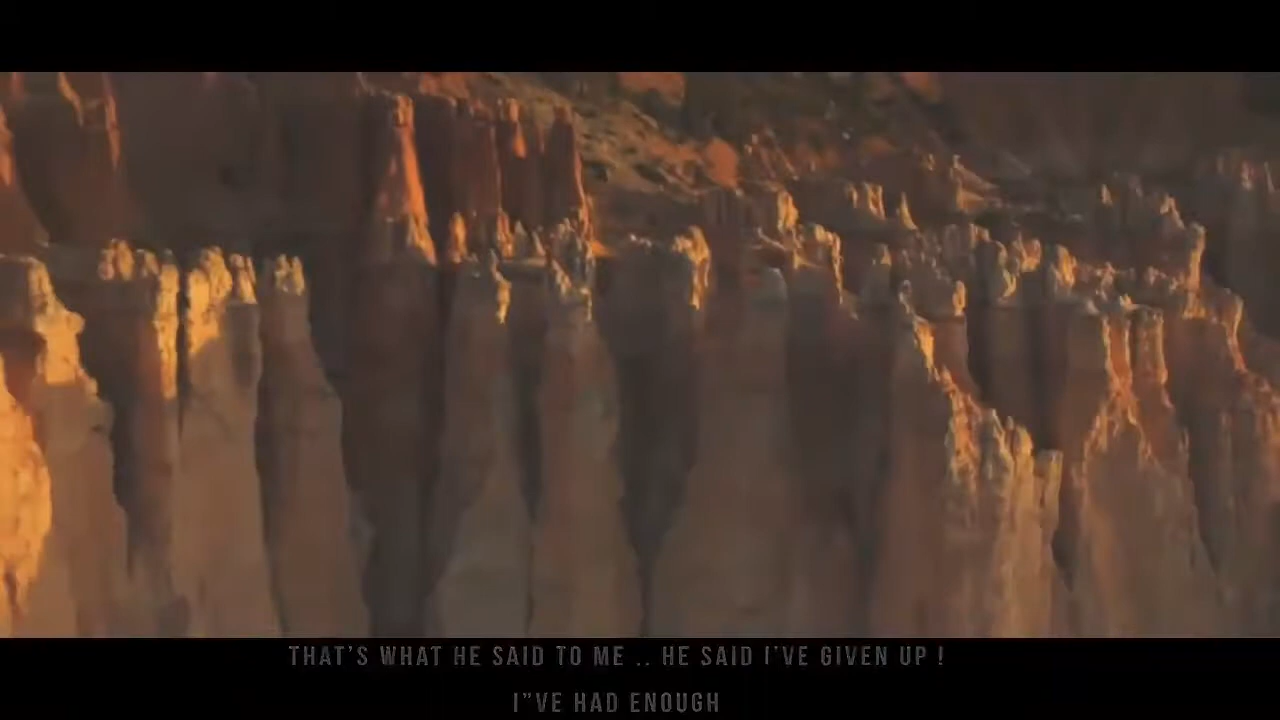 THAT'S WHAT HE SAID TO ME .. HE SAID I'VE GIVEN UP !
I"VE HAD ENOUGH